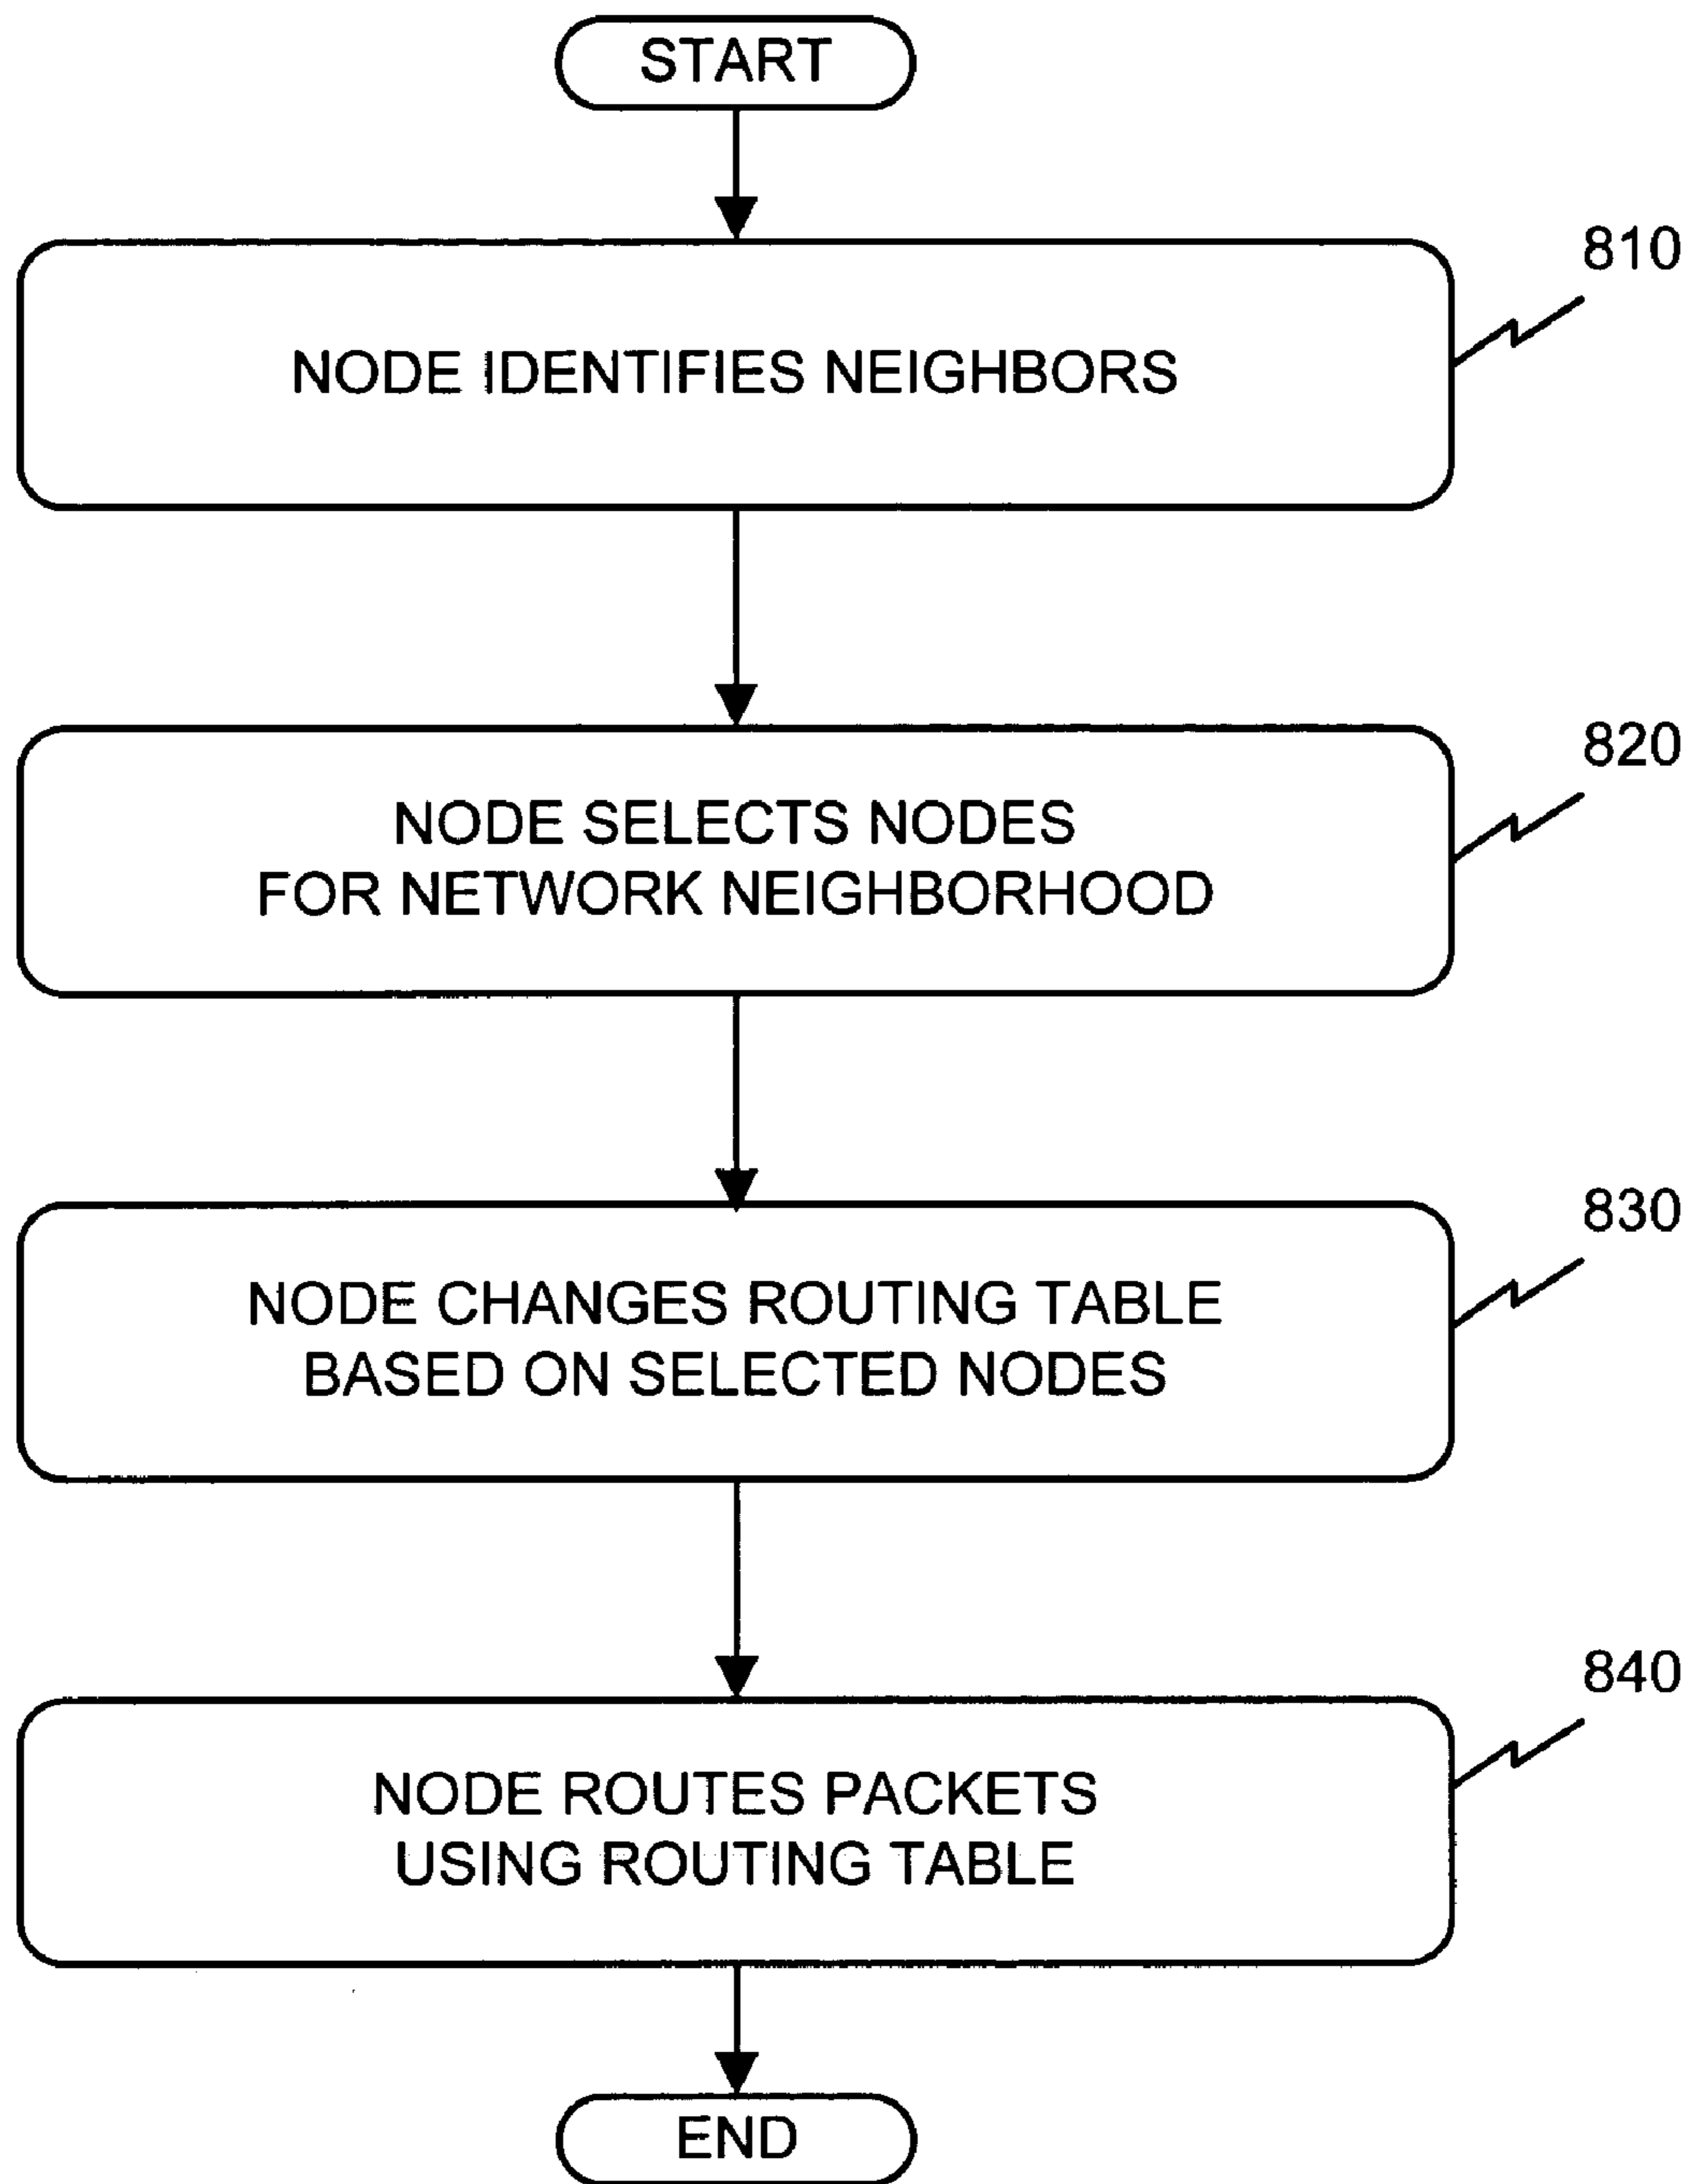 START
810
NODE IDENTIFIES NEIGHBORS
820
NODE SELECTS NODES
FOR NETWORK NEIGHBORHOOD
830
NODE CHANGES ROUTING TABLE
BASED ON SELECTED NODES
840
NODE ROUTES PACKETS
USING ROUTING TABLE
END